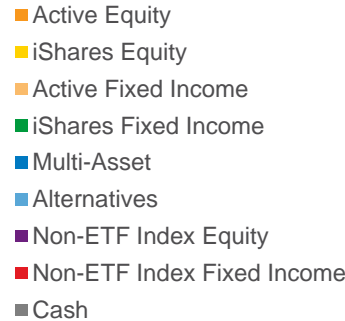 Active Equity
iShares Equity
Active Fixed Income
iShares Fixed Income
Multi-Asset
Alternatives
Non-ETF Index Equity
Non-ETF Index Fixed Income
Cash